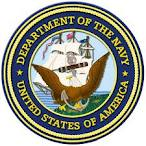 DEPARTMENT OF THE NAVY
UNITED STATES OF AMERICA